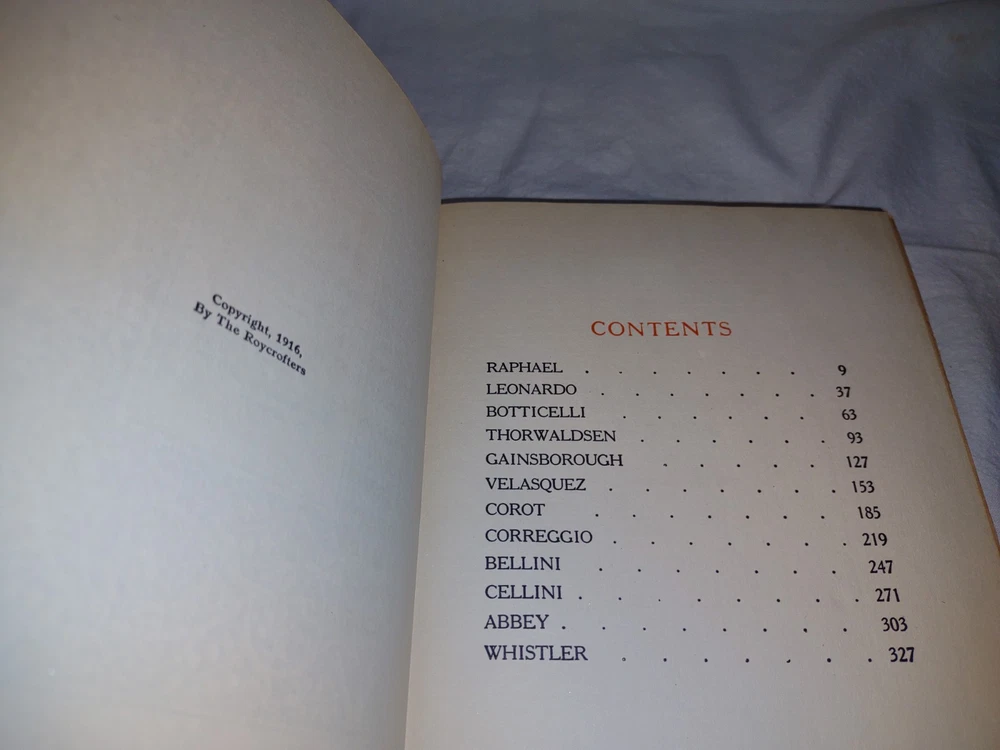 Copyright, 1916,
By The Roycrofters
CONTENTS
RAPHAEL . . . . . . . 9
LEONARDO . . . . . . . 37
BOTTICELLI . . . . . . 63
THORWALDSEN . . . . . . 93
GAINSBOROUGH . . . . . 127
VELASQUEZ . . . . . . . 153
COROT . . . . . . . 185
CORREGGIO . . . . . . . 219
BELLINI . . . . . . . 247
CELLINI . . . . . . . . 271
ABBEY . . . . . . . . 303
WHISTLER . . . . . . . 327